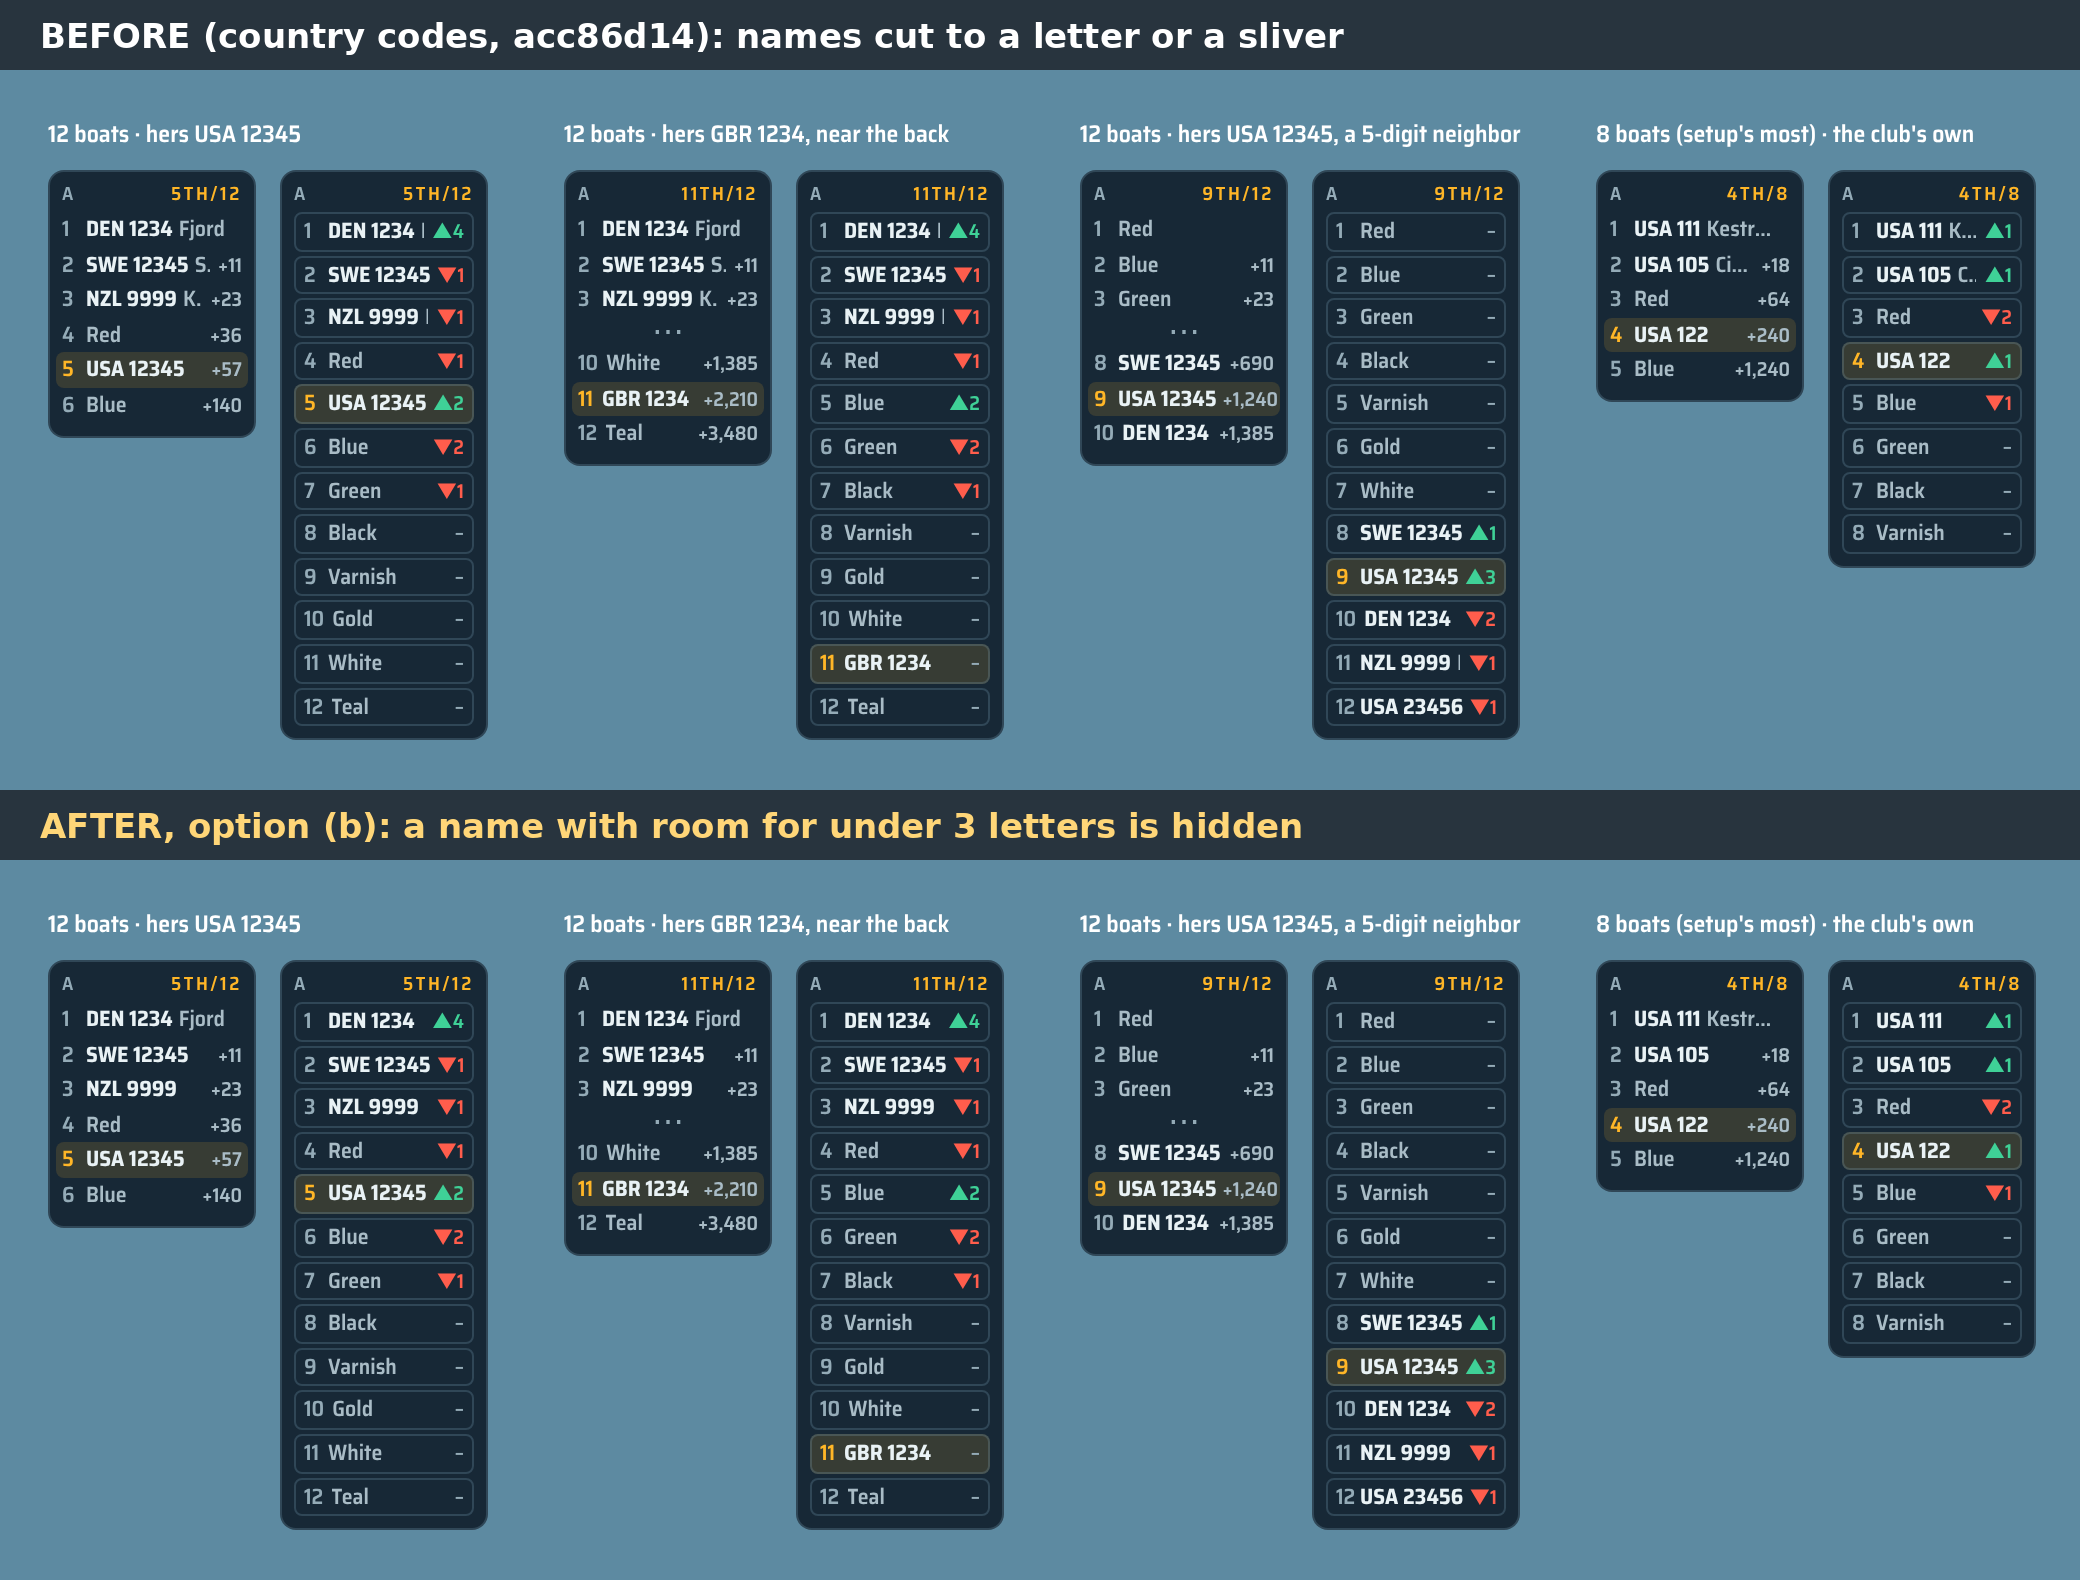 BEFORE (country codes, acc86d14): names cut to a letter or a sliver
12 boats · hers USA 12345
A 5TH/12
1 DEN 1234 Fjord
2 SWE 12345 S. +11
3 NZL 9999 K. +23
4 Red +36
5 USA 12345 +57
6 Blue +140
A 5TH/12
1 DEN 1234 ▲4
2 SWE 12345 ▼1
3 NZL 9999 ▼1
4 Red ▼1
5 USA 12345 ▲2
6 Blue ▼2
7 Green ▼1
8 Black –
9 Varnish –
10 Gold –
11 White –
12 Teal –
12 boats · hers GBR 1234, near the back
A 11TH/12
1 DEN 1234 Fjord
2 SWE 12345 S. +11
3 NZL 9999 K. +23
...
10 White +1,385
11 GBR 1234 +2,210
12 Teal +3,480
A 11TH/12
1 DEN 1234 ▲4
2 SWE 12345 ▼1
3 NZL 9999 ▼1
4 Red ▼1
5 Blue ▲2
6 Green ▼2
7 Black ▼1
8 Varnish –
9 Gold –
10 White –
11 GBR 1234 –
12 Teal –
12 boats · hers USA 12345, a 5-digit neighbor
A 9TH/12
1 Red
2 Blue +11
3 Green +23
...
8 SWE 12345 +690
9 USA 12345 +1,240
10 DEN 1234 +1,385
A 9TH/12
1 Red –
2 Blue –
3 Green –
4 Black –
5 Varnish –
6 Gold –
7 White –
8 SWE 12345 ▲1
9 USA 12345 ▲3
10 DEN 1234 ▼2
11 NZL 9999 ▼1
12 USA 23456 ▼1
8 boats (setup's most) · the club's own
A 4TH/8
1 USA 111 Kestr...
2 USA 105 Ci... +18
3 Red +64
4 USA 122 +240
5 Blue +1,240
A 4TH/8
1 USA 111 K... ▲1
2 USA 105 C.. ▲1
3 Red ▼2
4 USA 122 ▲1
5 Blue ▼1
6 Green –
7 Black –
8 Varnish –
AFTER, option (b): a name with room for under 3 letters is hidden
12 boats · hers USA 12345
A 5TH/12
1 DEN 1234 Fjord
2 SWE 12345 +11
3 NZL 9999 +23
4 Red +36
5 USA 12345 +57
6 Blue +140
A 5TH/12
1 DEN 1234 ▲4
2 SWE 12345 ▼1
3 NZL 9999 ▼1
4 Red ▼1
5 USA 12345 ▲2
6 Blue ▼2
7 Green ▼1
8 Black –
9 Varnish –
10 Gold –
11 White –
12 Teal –
12 boats · hers GBR 1234, near the back
A 11TH/12
1 DEN 1234 Fjord
2 SWE 12345 +11
3 NZL 9999 +23
...
10 White +1,385
11 GBR 1234 +2,210
12 Teal +3,480
A 11TH/12
1 DEN 1234 ▲4
2 SWE 12345 ▼1
3 NZL 9999 ▼1
4 Red ▼1
5 Blue ▲2
6 Green ▼2
7 Black ▼1
8 Varnish –
9 Gold –
10 White –
11 GBR 1234 –
12 Teal –
12 boats · hers USA 12345, a 5-digit neighbor
A 9TH/12
1 Red
2 Blue +11
3 Green +23
...
8 SWE 12345 +690
9 USA 12345 +1,240
10 DEN 1234 +1,385
A 9TH/12
1 Red –
2 Blue –
3 Green –
4 Black –
5 Varnish –
6 Gold –
7 White –
8 SWE 12345 ▲1
9 USA 12345 ▲3
10 DEN 1234 ▼2
11 NZL 9999 ▼1
12 USA 23456 ▼1
8 boats (setup's most) · the club's own
A 4TH/8
1 USA 111 Kestr...
2 USA 105 +18
3 Red +64
4 USA 122 +240
5 Blue +1,240
A 4TH/8
1 USA 111 ▲1
2 USA 105 ▲1
3 Red ▼2
4 USA 122 ▲1
5 Blue ▼1
6 Green –
7 Black –
8 Varnish –